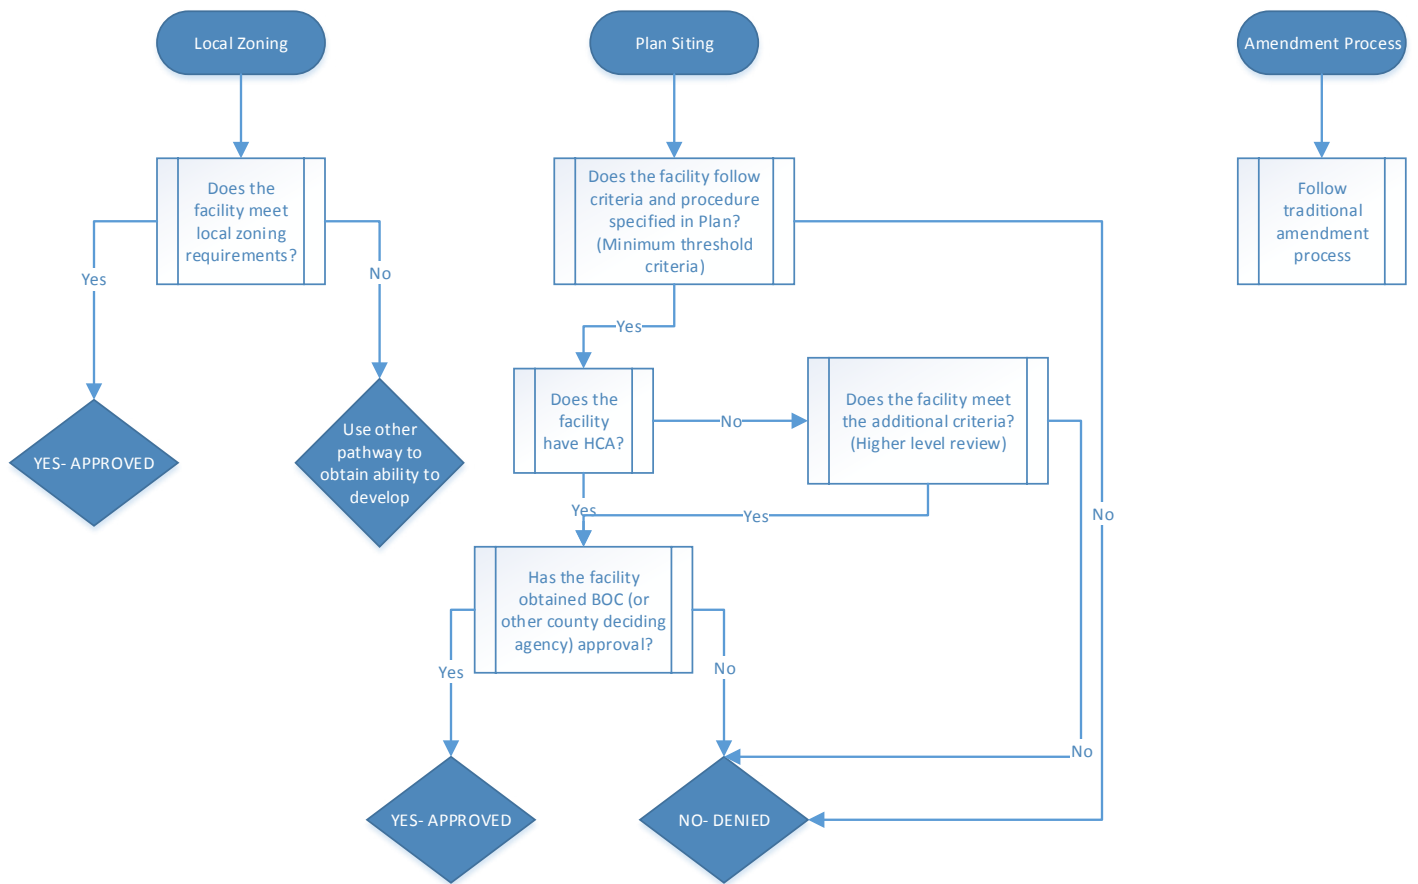 Local Zoning
Plan Siting
Amendment Process
Does the
facility meet
local zoning
requirements?
Yes
No
YES- APPROVED
Use other
pathway to
obtain ability to
develop
Does the facility follow
criteria and procedure
specified in Plan?
(Minimum threshold
criteria)
Yes
No
Does the
facility
have HCA?
No
Yes
Does the facility meet
the additional criteria?
(Higher level review)
Yes
No
Has the facility
obtained BOC (or
other county deciding
agency) approval?
Yes
No
YES- APPROVED
NO- DENIED
Follow
traditional
amendment
process